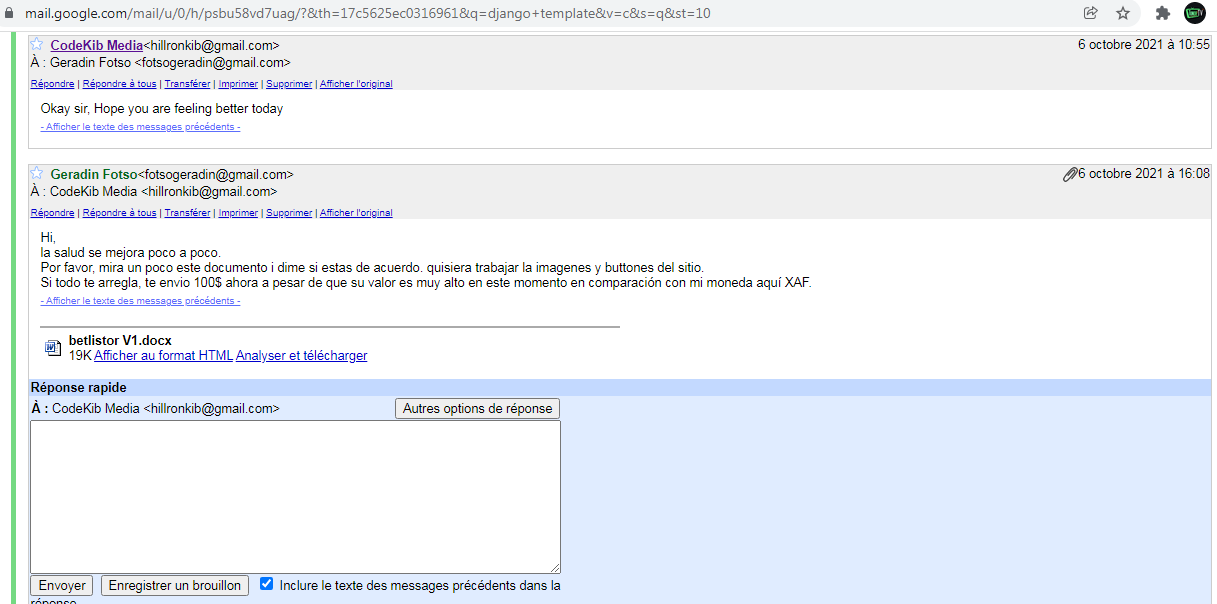 mail.google.com/mail/u/0/h/psbu58vd7uag/?&th=17c5625ec0316961&q=django+template&v=c&s=q&st=10
CodeKib Media<hillronkib@gmail.com> 6 octobre 2021 à 10:55
À : Geradin Fotso <fotsogeradin@gmail.com>
Répondre | Répondre à tous | Transférer | Imprimer | Supprimer | Afficher l'original
Okay sir, Hope you are feeling better today
- Afficher le texte des messages précédents -
Geradin Fotso<fotsogeradin@gmail.com> 6 octobre 2021 à 16:08
À : CodeKib Media <hillronkib@gmail.com>
Répondre | Répondre à tous | Transférer | Imprimer | Supprimer | Afficher l'original
Hi,
la salud se mejora poco a poco.
Por favor, mira un poco este documento i dime si estas de acuerdo. quisiera trabajar la imagenes y buttones del sitio.
Si todo te arregla, te envio 100$ ahora a pesar de que su valor es muy alto en este momento en comparación con mi moneda aquí XAF.
- Afficher le texte des messages précédents -
betlistor V1.docx
19K Afficher au format HTML Analyser et télécharger
Réponse rapide
À : CodeKib Media <hillronkib@gmail.com> Autres options de réponse
Envoyer Enregistrer un brouillon Inclure le texte des messages précédents dans la
réponse